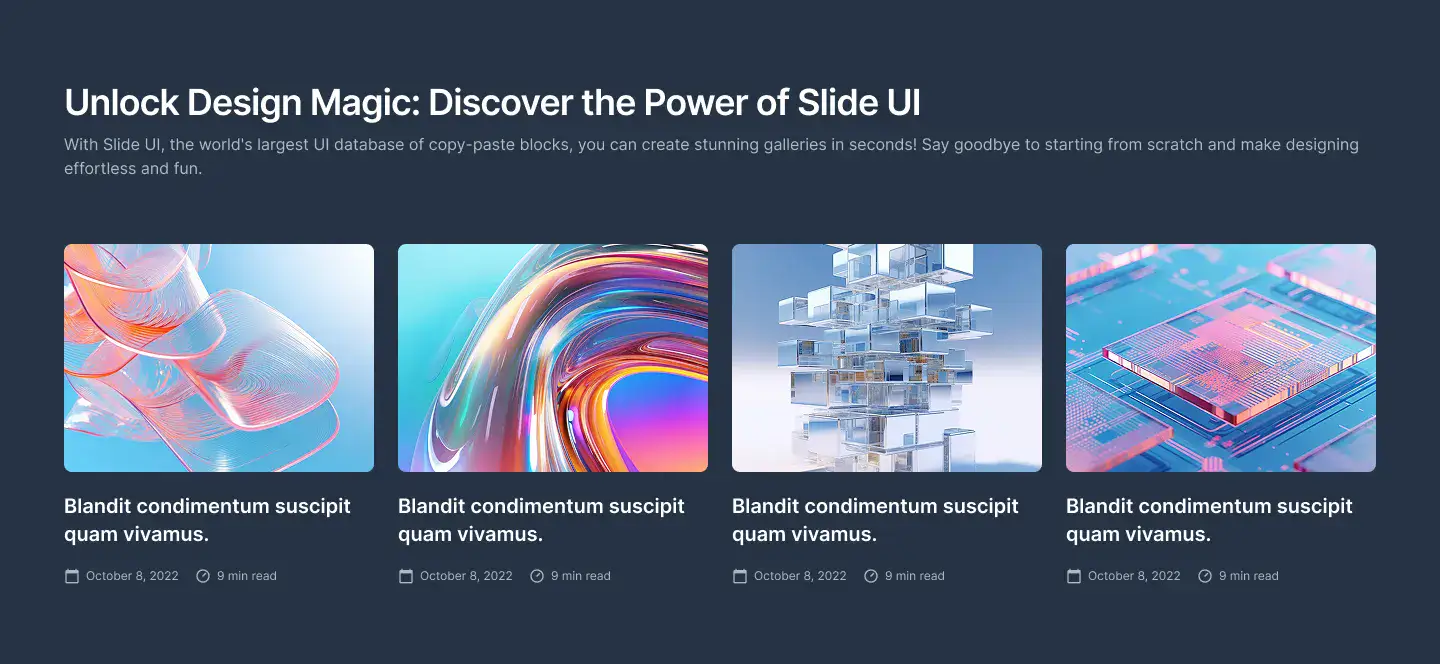 Unlock Design Magic: Discover the Power of Slide UI
With Slide UI, the world's largest UI database of copy-paste blocks, you can create stunning galleries in seconds! Say goodbye to starting from scratch and make designing
effortless and fun.
Blandit condimentum suscipit
quam vivamus.
October 8, 2022 9 min read
Blandit condimentum suscipit
quam vivamus.
October 8, 2022 9 min read
Blandit condimentum suscipit
quam vivamus.
October 8, 2022 9 min read
Blandit condimentum suscipit
quam vivamus.
October 8, 2022 9 min read